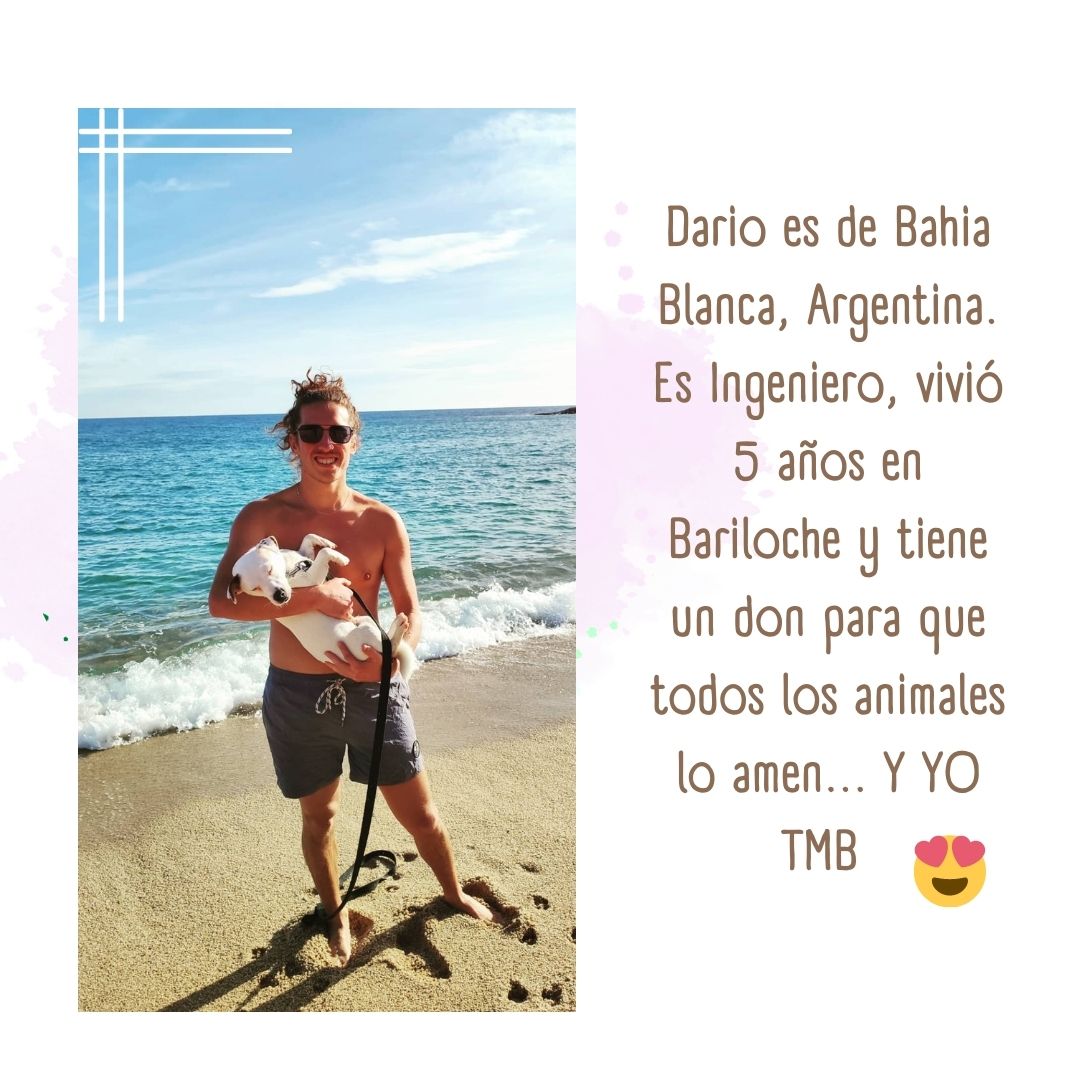 Dario es de Bahia
Blanca, Argentina.
Es Ingeniero, vivió
5 años en
Bariloche y tiene
un don para que
todos los animales
lo amen... Y YO
TMB